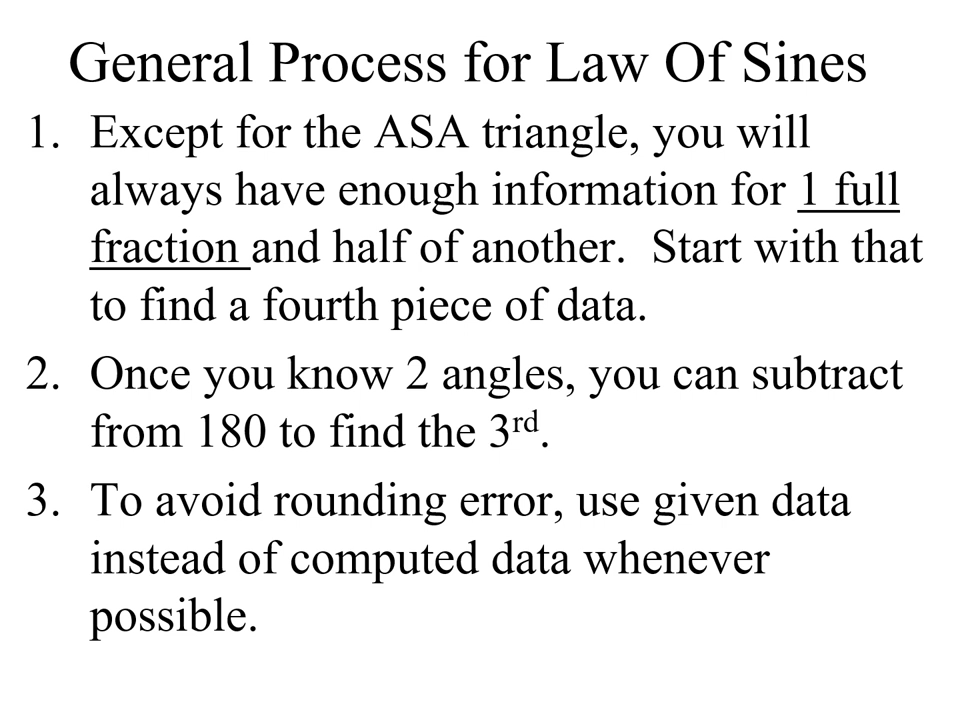 General Process for Law Of Sines
1. Except for the ASA triangle, you will
always have enough information for 1 full
fraction and half of another.  Start with that
to find a fourth piece of data.
2. Once you know 2 angles, you can subtract
from 180 to find the 3rd.
3. To avoid rounding error, use given data
instead of computed data whenever
possible.